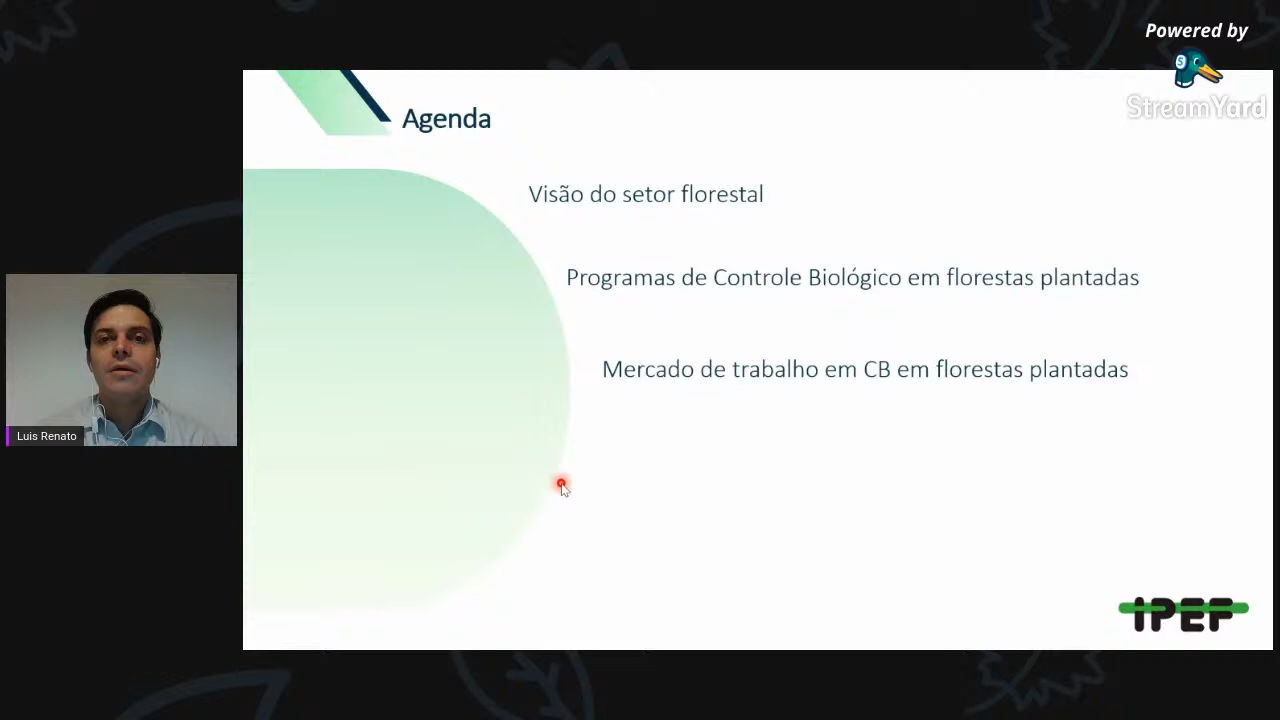 Powered by
StreamYard
Agenda
Visão do setor florestal
Programas de Controle Biológico em florestas plantadas
Mercado de trabalho em CB em florestas plantadas
Luis Renato
IPEF